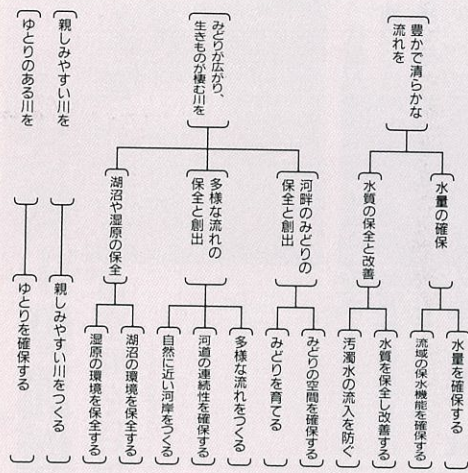 豊かで清らかな
流れを
水量の確保
水量を確保する
流域の保水機能を確保する
水質の保全と改善
水質を保全し改善する
汚濁水の流入を防ぐ
みどりが広がり、
生きものが棲む川を
河畔のみどりの
保全と創出
みどりの空間を確保する
みどりを育てる
多様な流れの
保全と創出
多様な流れをつくる
河道の連続性を確保する
自然に近い河岸をつくる
湖沼や湿原の保全
湖沼の環境を保全する
湿原の環境を保全する
親しみやすい川を
親しみやすい川をつくる
ゆとりのある川を
ゆとりを確保する